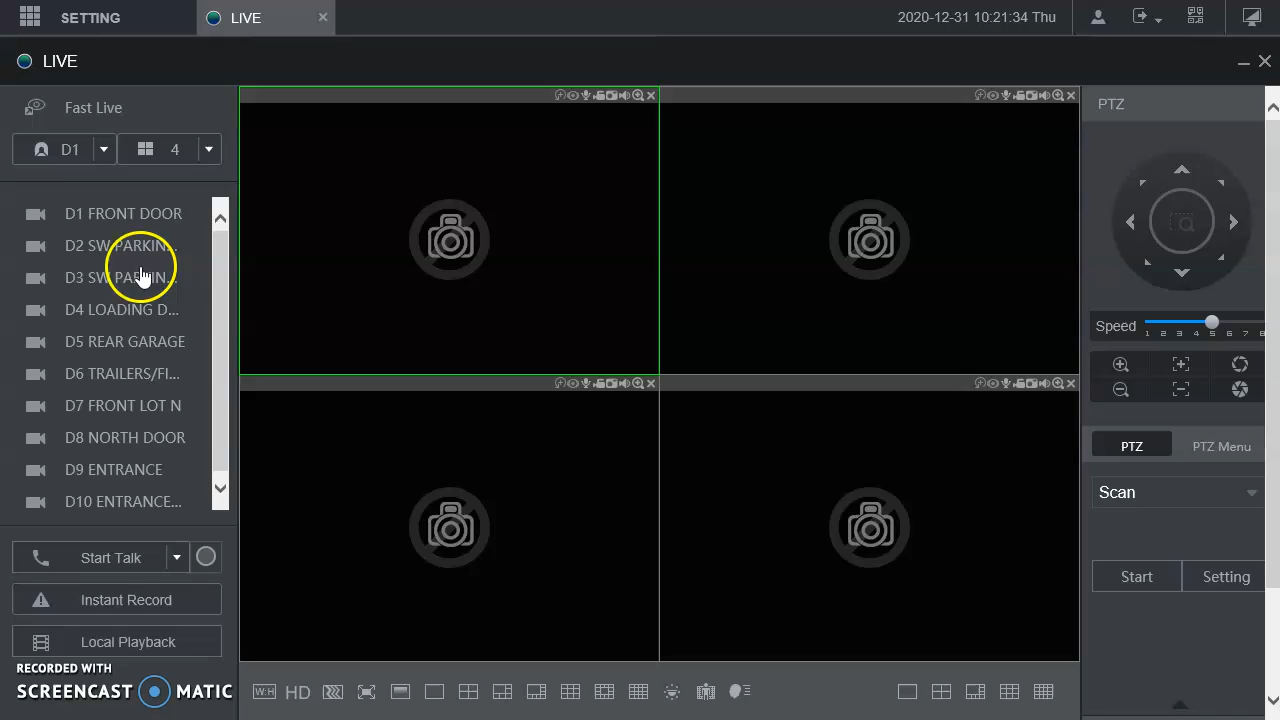 SETTING
LIVE
2020-12-31 10:21:34 Thu
LIVE
Fast Live
D1
4
D1 FRONT DOOR
D2 SW PARKIN...
D3 SW PARKIN...
D4 LOADING D...
D5 REAR GARAGE
D6 TRAILERS/FI...
D7 FRONT LOT N
D8 NORTH DOOR
D9 ENTRANCE
D10 ENTRANCE...
Start Talk
Instant Record
Local Playback
RECORDED WITH
SCREENCAST MATIC
W:H HD
PTZ
Speed
1 2 3 4 5 6 7 8
PTZ
PTZ Menu
Scan
Start
Setting